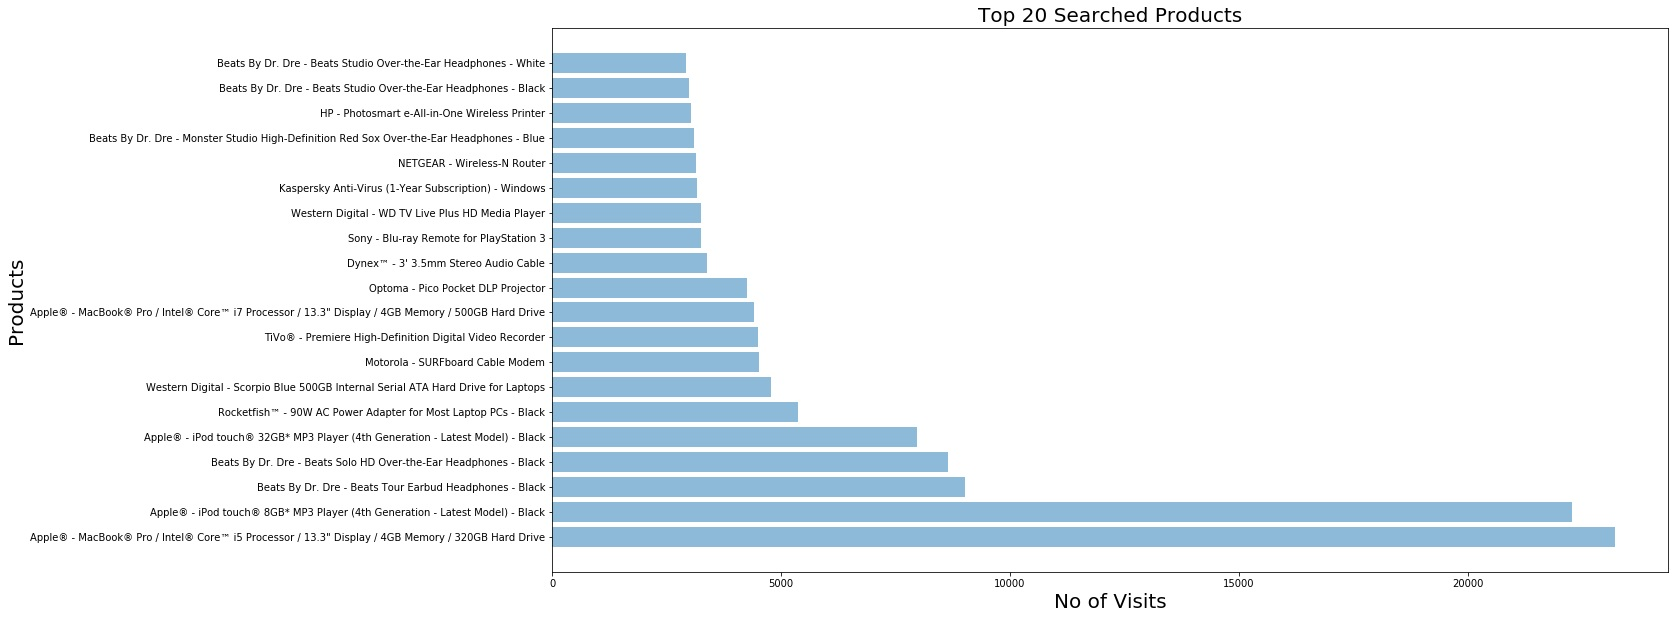 Top 20 Searched Products
Products
Beats By Dr. Dre - Beats Studio Over-the-Ear Headphones - White
Beats By Dr. Dre - Beats Studio Over-the-Ear Headphones - Black
HP - Photosmart e-All-in-One Wireless Printer
Beats By Dr. Dre - Monster Studio High-Definition Red Sox Over-the-Ear Headphones - Blue
NETGEAR - Wireless-N Router
Kaspersky Anti-Virus (1-Year Subscription) - Windows
Western Digital - WD TV Live Plus HD Media Player
Sony - Blu-ray Remote for PlayStation 3
Dynex™ - 3' 3.5mm Stereo Audio Cable
Optoma - Pico Pocket DLP Projector
Apple® - MacBook® Pro / Intel® Core™ i7 Processor / 13.3" Display / 4GB Memory / 500GB Hard Drive
TiVo® - Premiere High-Definition Digital Video Recorder
Motorola - SURFboard Cable Modem
Western Digital - Scorpio Blue 500GB Internal Serial ATA Hard Drive for Laptops
Rocketfish™ - 90W AC Power Adapter for Most Laptop PCs - Black
Apple® - iPod touch® 32GB* MP3 Player (4th Generation - Latest Model) - Black
Beats By Dr. Dre - Beats Solo HD Over-the-Ear Headphones - Black
Beats By Dr. Dre - Beats Tour Earbud Headphones - Black
Apple® - iPod touch® 8GB* MP3 Player (4th Generation - Latest Model) - Black
Apple® - MacBook® Pro / Intel® Core™ i5 Processor / 13.3" Display / 4GB Memory / 320GB Hard Drive
0 5000 10000 15000 20000
No of Visits